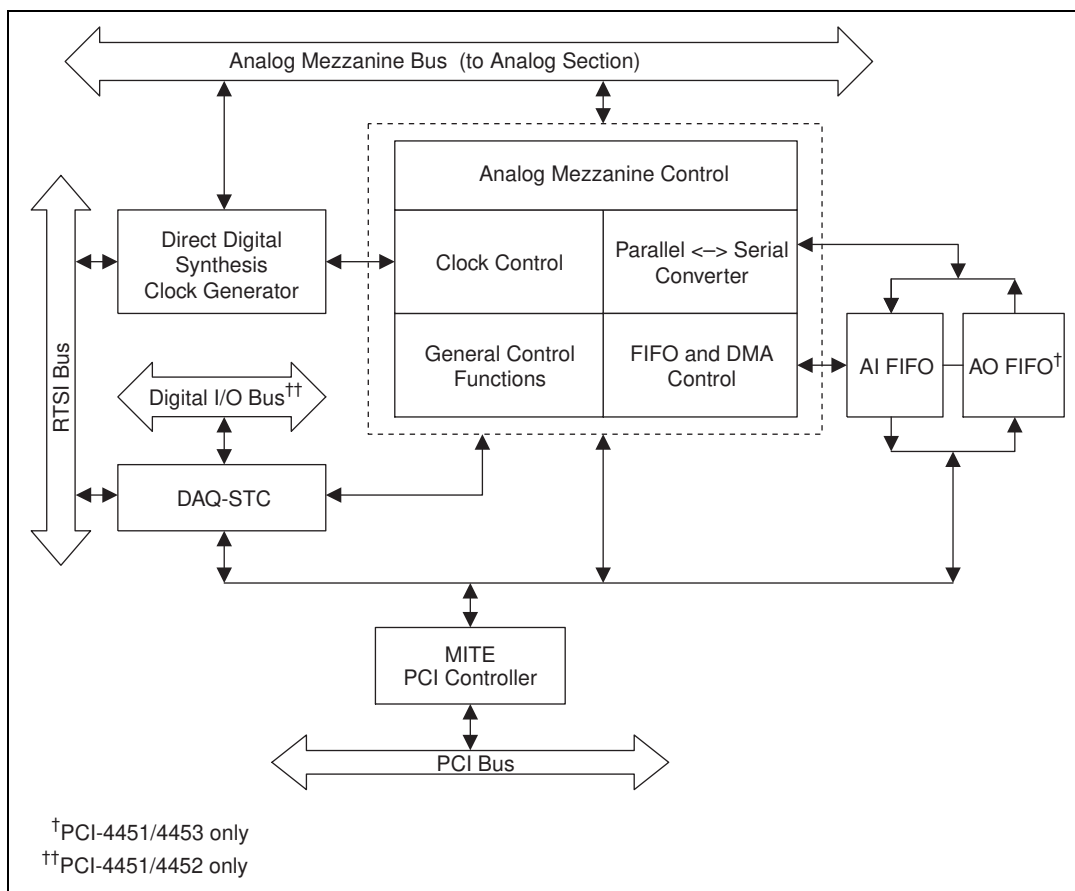 Analog Mezzanine Bus (to Analog Section)
Analog Mezzanine Control
Direct Digital
Synthesis
Clock Generator
Clock Control
Parallel <–> Serial
Converter
RTSI Bus
General Control
Functions
FIFO and DMA
Control
AI FIFO
AO FIFO†
Digital I/O Bus††
DAQ-STC
MITE
PCI Controller
PCI Bus
†PCI-4451/4453 only
††PCI-4451/4452 only